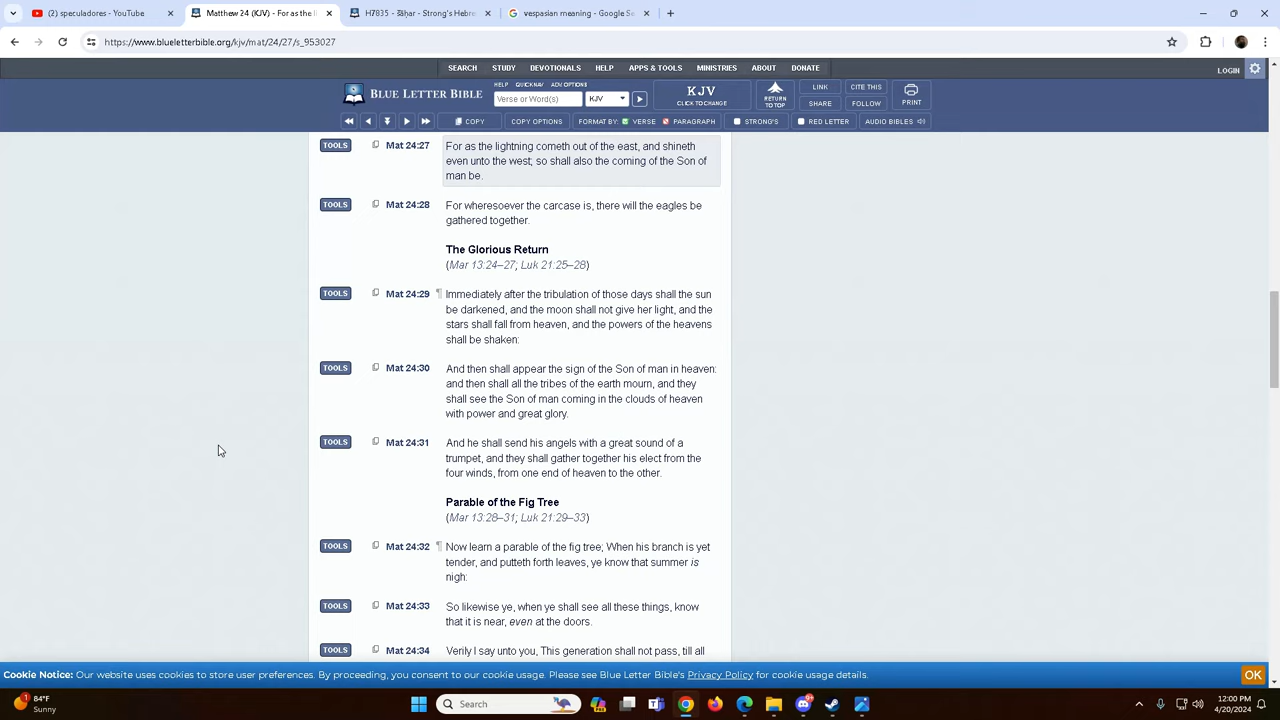 (2) speculadores - YouTube
Matthew 24 (KJV) - For as the li
H7835 - šāḥar - Strong's Hebre
vespasian meaning - Google Se
https://www.blueletterbible.org/kjv/mat/24/27/s_953027
SEARCH STUDY DEVOTIONALS HELP APPS & TOOLS MINISTRIES ABOUT DONATE
LOGIN
BLUE LETTER BIBLE
HELP QUICKNAV ADV OPTIONS
Verse or Word(s)
KJV
KJV
CLICK TO CHANGE
RETURN
TO TOP
LINK CITE THIS
SHARE FOLLOW
PRINT
COPY COPY OPTIONS FORMAT BY: VERSE PARAGRAPH STRONG'S RED LETTER AUDIO BIBLES
TOOLS Mat 24:27 For as the lightning cometh out of the east, and shineth
even unto the west; so shall also the coming of the Son of
man be.
TOOLS Mat 24:28 For wheresoever the carcase is, there will the eagles be
gathered together.
The Glorious Return
(Mar 13:24–27; Luk 21:25–28)
TOOLS Mat 24:29 ¶ Immediately after the tribulation of those days shall the sun
be darkened, and the moon shall not give her light, and the
stars shall fall from heaven, and the powers of the heavens
shall be shaken:
TOOLS Mat 24:30 And then shall appear the sign of the Son of man in heaven:
and then shall all the tribes of the earth mourn, and they
shall see the Son of man coming in the clouds of heaven
with power and great glory.
TOOLS Mat 24:31 And he shall send his angels with a great sound of a
trumpet, and they shall gather together his elect from the
four winds, from one end of heaven to the other.
Parable of the Fig Tree
(Mar 13:28–31; Luk 21:29–33)
TOOLS Mat 24:32 ¶ Now learn a parable of the fig tree; When his branch is yet
tender, and putteth forth leaves, ye know that summer is
nigh:
TOOLS Mat 24:33 So likewise ye, when ye shall see all these things, know
that it is near, even at the doors.
TOOLS Mat 24:34 Verily I say unto you, This generation shall not pass, till all
Cookie Notice: Our website uses cookies to store user preferences. By proceeding, you consent to our cookie usage. Please see Blue Letter Bible's Privacy Policy for cookie usage details.
OK
84°F
Sunny
Search
12:00 PM
4/20/2024